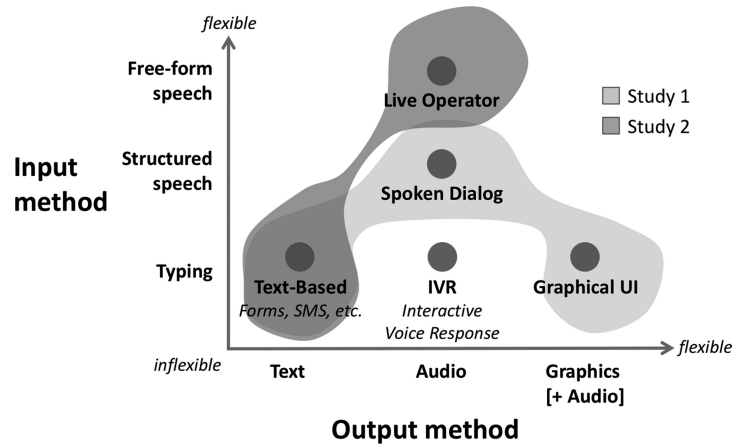 flexible
Free-form
speech
Live Operator
Study 1
Study 2
Input
method
Structured
speech
Spoken Dialog
Typing
Text-Based
Forms, SMS, etc.
IVR
Interactive
Voice Response
Graphical UI
inflexible
flexible
Text
Audio
Graphics
[+ Audio]
Output method